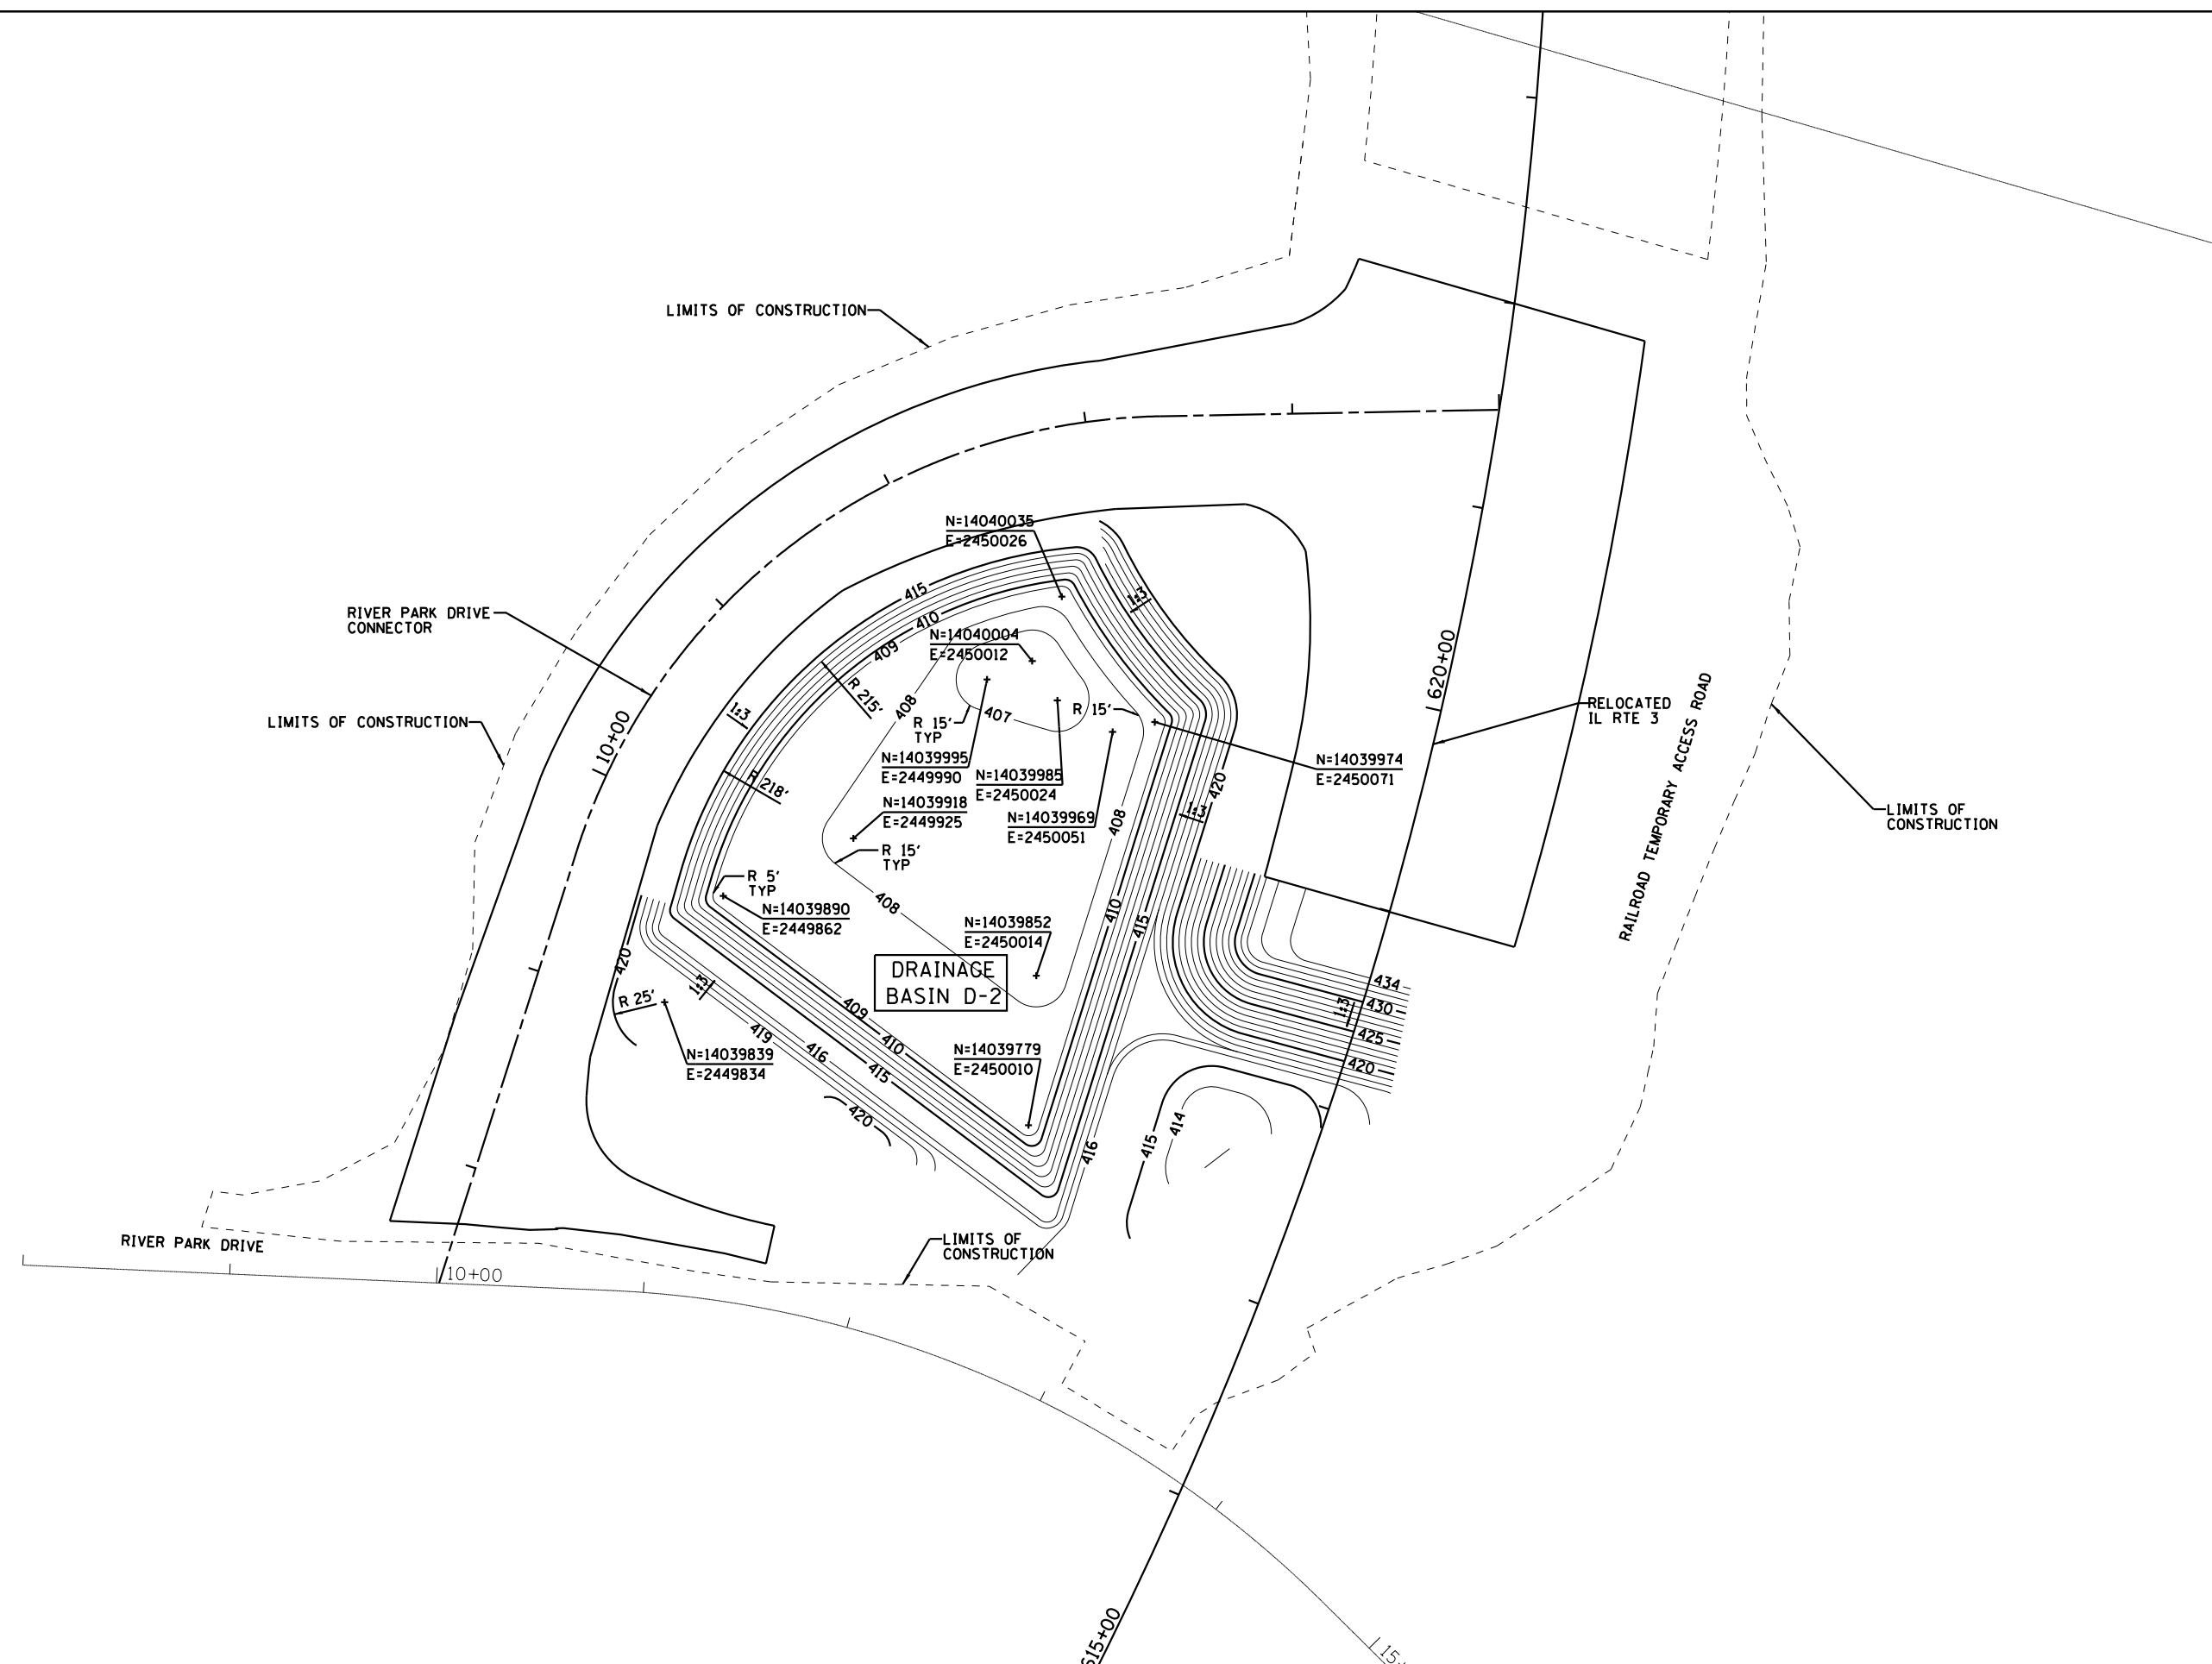 LIMITS OF CONSTRUCTION
N=14040035
E=2450026
415
1:3
410
RIVER PARK DRIVE
CONNECTOR
N=14040004
E=2450012
409
620+00
R 215'
408
RELOCATED
IL RTE 3
LIMITS OF CONSTRUCTION
1:3
R 15'
TYP
407
R 15'
10+00
RAILROAD TEMPORARY ACCESS ROAD
N=14039995
E=2449990
N=14039974
E=2450071
R 218'
N=14039985
E=2450024
420
N=14039918
E=2449925
1:3
LIMITS OF
CONSTRUCTION
N=14039969
E=2450051
408
R 15'
TYP
R 5'
TYP
408
N=14039890
E=2449862
410
415
N=14039852
E=2450014
420
DRAINAGE
BASIN D-2
1:3
R 25'
434
430
1:3
409
419
410
425
416
415
N=14039839
E=2449834
N=14039779
E=2450010
420
420
414
415
416
RIVER PARK DRIVE
LIMITS OF
CONSTRUCTION
10+00
615+00